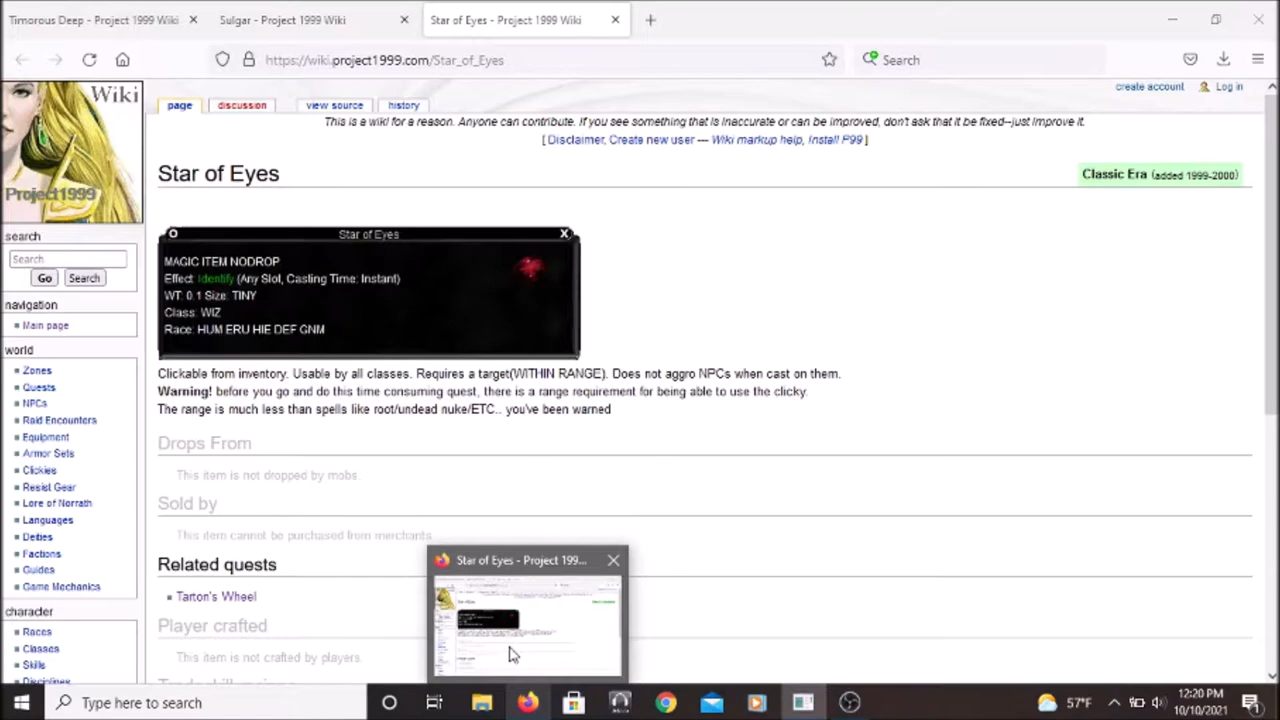 Timorous Deep - Project 1999 Wiki
Sulgar - Project 1999 Wiki
Star of Eyes - Project 1999 Wiki
https://wiki.project1999.com/Star_of_Eyes
Search
create account
Log in
Wiki
Project1999
page
discussion
view source
history
This is a wiki for a reason. Anyone can contribute. If you see something that is inaccurate or can be improved, don't ask that it be fixed--just improve it.
[ Disclaimer, Create new user --- Wiki markup help, Install P99 ]
Star of Eyes
Classic Era (added 1999-2000)
Star of Eyes
MAGIC ITEM NODROP
Effect: Identify (Any Slot, Casting Time: Instant)
WT: 0.1 Size: TINY
Class: WIZ
Race: HUM ERU HIE DEF GNM
Clickable from inventory. Usable by all classes. Requires a target(WITHIN RANGE). Does not aggro NPCs when cast on them.
Warning! before you go and do this time consuming quest, there is a range requirement for being able to use the clicky.
The range is much less than spells like root/undead nuke/ETC.. you've been warned
Drops From
This item is not dropped by mobs.
Sold by
This item cannot be purchased from merchants.
Related quests
Tarton's Wheel
Player crafted
This item is not crafted by players.
search
Search
Go
Search
navigation
Main page
world
Zones
Quests
NPCs
Raid Encounters
Equipment
Armor Sets
Clickies
Resist Gear
Lore of Norrath
Languages
Deities
Factions
Guides
Game Mechanics
character
Races
Classes
Skills
Disciplines
Star of Eyes - Project 199...
Type here to search
57°F
12:20 PM
10/10/2021
1